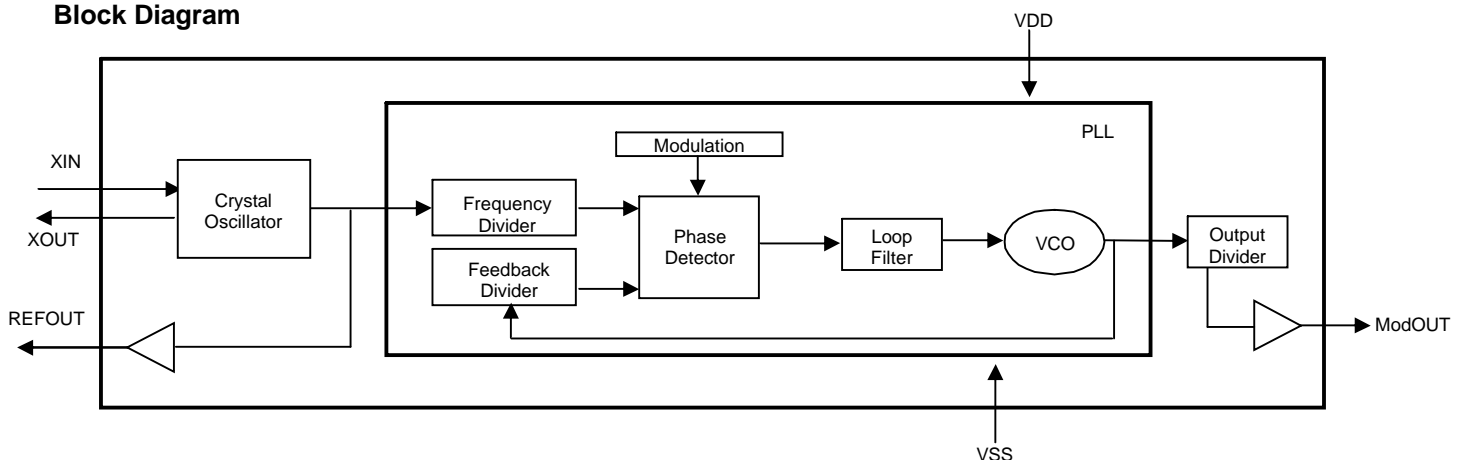 Block Diagram
VDD
PLL
Modulation
XIN
Crystal
Oscillator
XOUT
Frequency
Divider
Feedback
Divider
Phase
Detector
Loop
Filter
VCO
Output
Divider
REFOUT
ModOUT
VSS